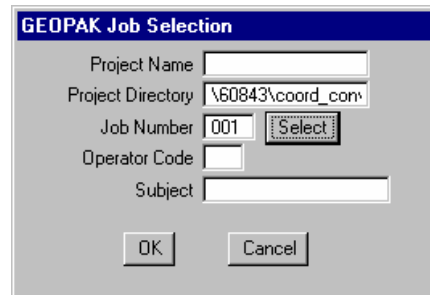 GEOPAK Job Selection
Project Name
Project Directory \60843\coord_conv
Job Number 001 Select
Operator Code
Subject
OK Cancel